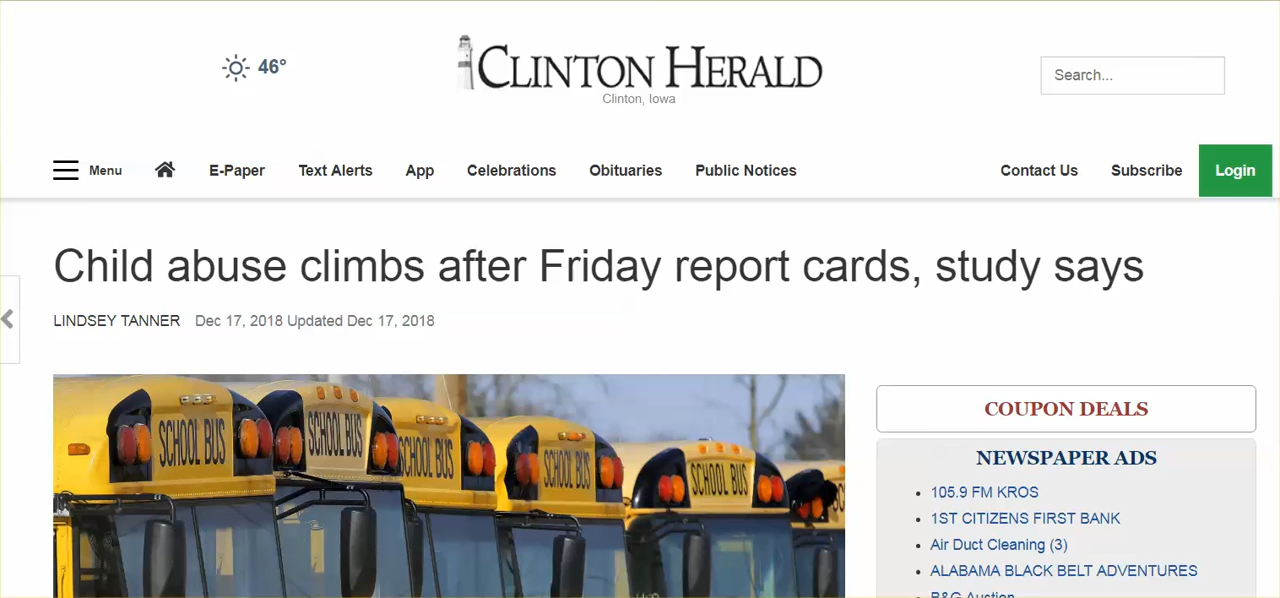 46°
CLINTON HERALD
Clinton, Iowa
Search...
Menu
E-Paper
Text Alerts
App
Celebrations
Obituaries
Public Notices
Contact Us
Subscribe
Login
Child abuse climbs after Friday report cards, study says
LINDSEY TANNER Dec 17, 2018 Updated Dec 17, 2018
SCHOOL BUS
SCHOOL BUS
SCHOOL BUS
SCHOOL BUS
SCHOOL BUS
COUPON DEALS
NEWSPAPER ADS
105.9 FM KROS
1ST CITIZENS FIRST BANK
Air Duct Cleaning (3)
ALABAMA BLACK BELT ADVENTURES